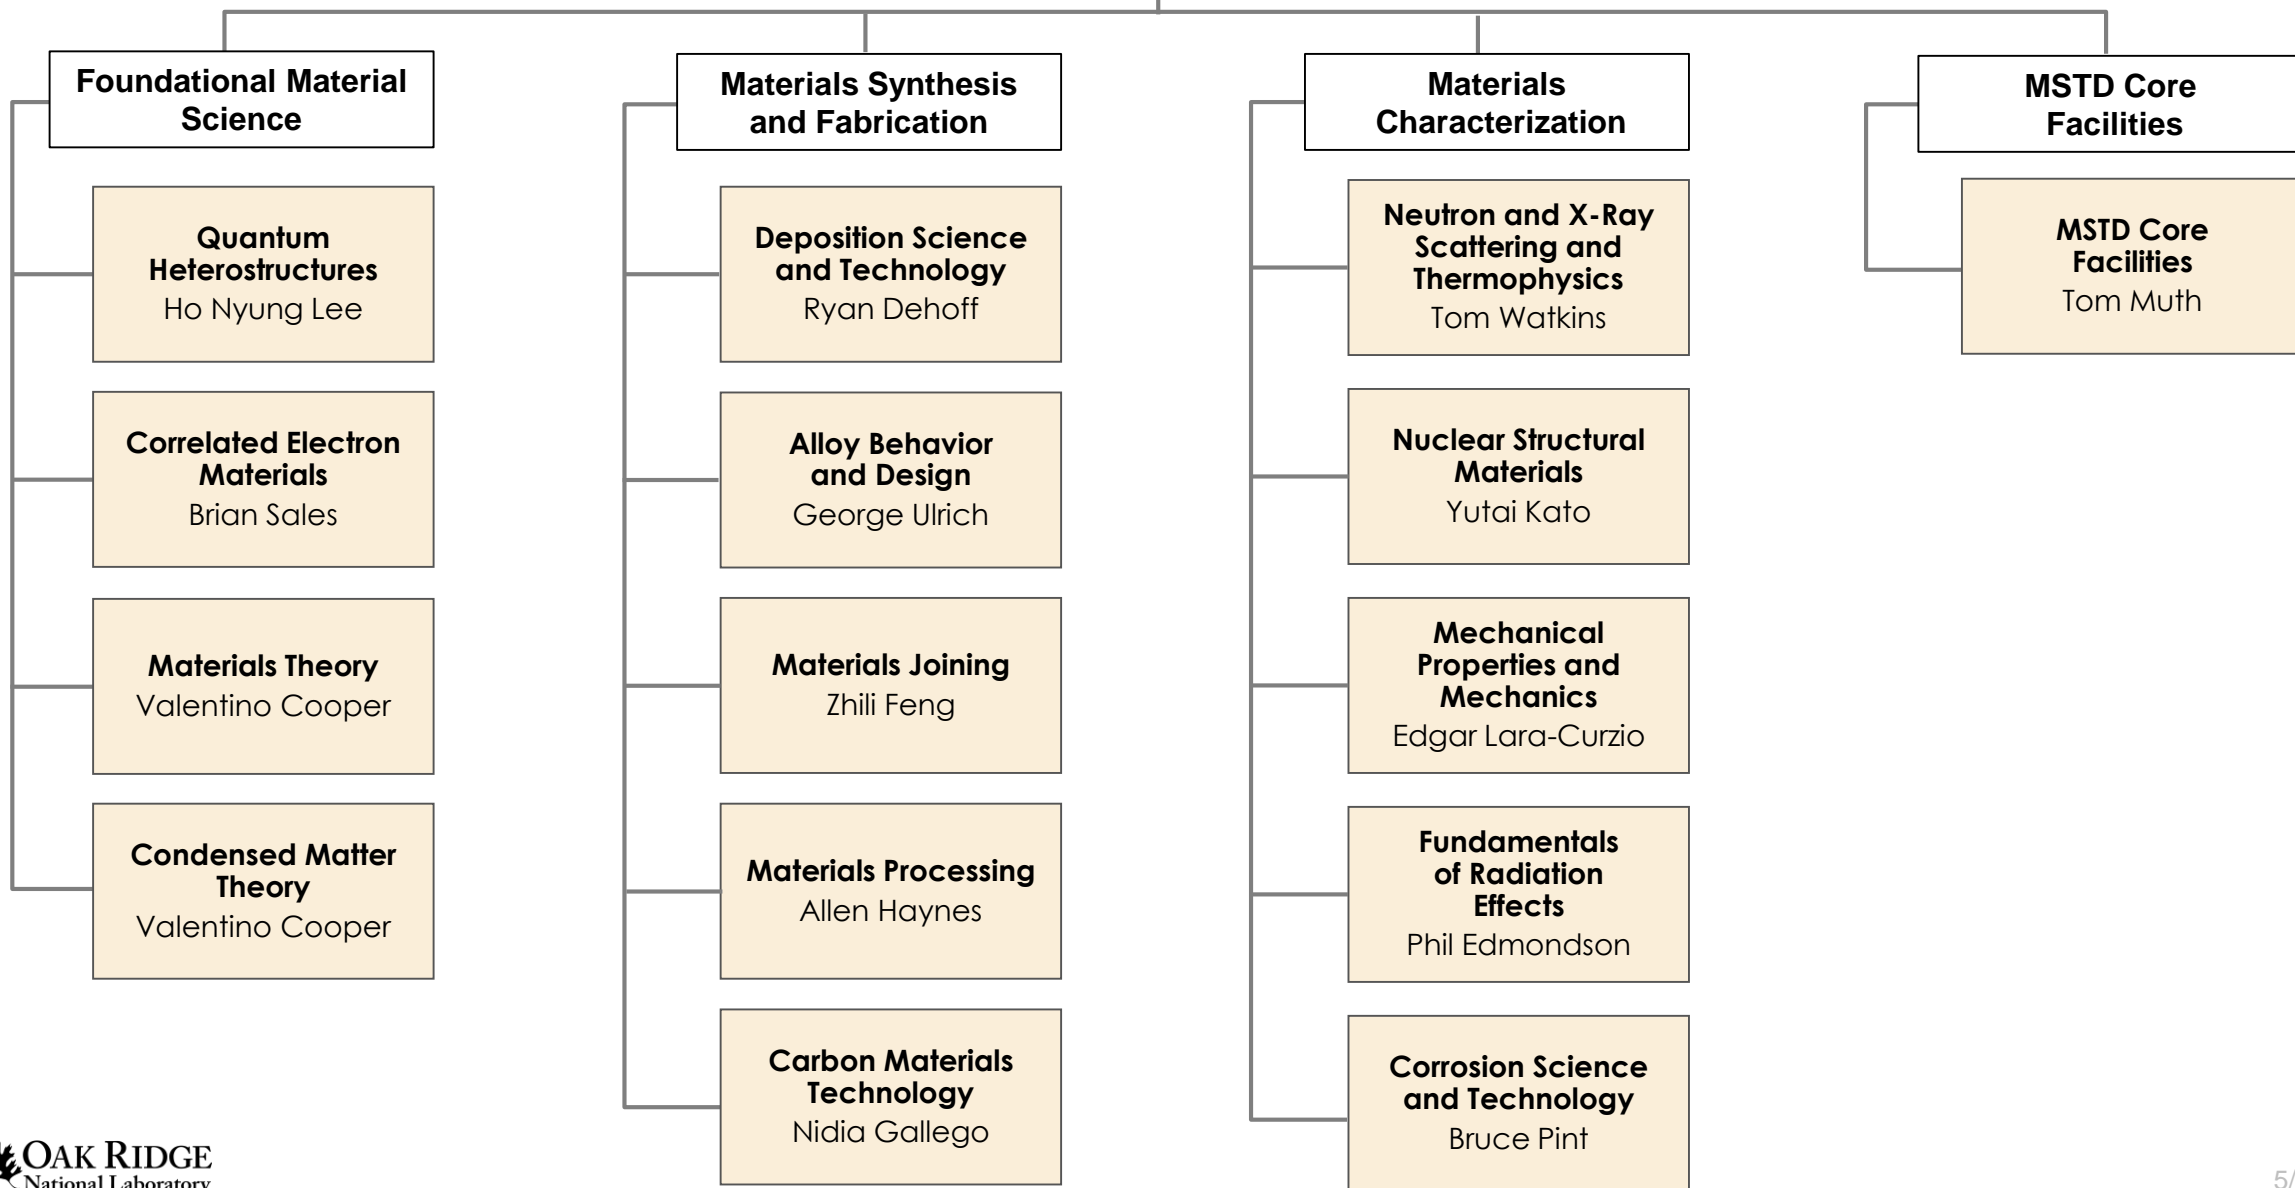 Foundational Material
Science
Quantum
Heterostructures
Ho Nyung Lee
Correlated Electron
Materials
Brian Sales
Materials Theory
Valentino Cooper
Condensed Matter
Theory
Valentino Cooper
Materials Synthesis
and Fabrication
Deposition Science
and Technology
Ryan Dehoff
Alloy Behavior
and Design
George Ulrich
Materials Joining
Zhili Feng
Materials Processing
Allen Haynes
Carbon Materials
Technology
Nidia Gallego
Materials
Characterization
Neutron and X-Ray
Scattering and
Thermophysics
Tom Watkins
Nuclear Structural
Materials
Yutai Kato
Mechanical
Properties and
Mechanics
Edgar Lara-Curzio
Fundamentals
of Radiation
Effects
Phil Edmondson
Corrosion Science
and Technology
Bruce Pint
MSTD Core
Facilities
MSTD Core
Facilities
Tom Muth
OAK RIDGE
National Laboratory
5/